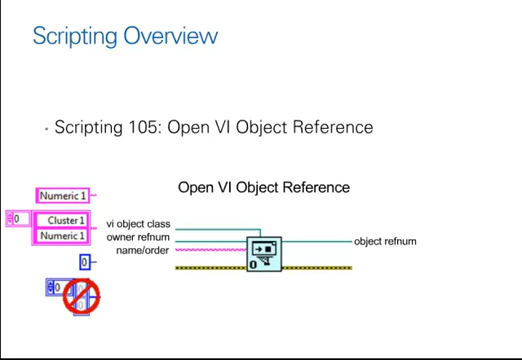 Scripting Overview
· Scripting 105: Open VI Object Reference
Open VI Object Reference
Numeric 1
0
Cluster 1
Numeric 1
vi object class
owner refnum
name/order
object refnum
0
0
0